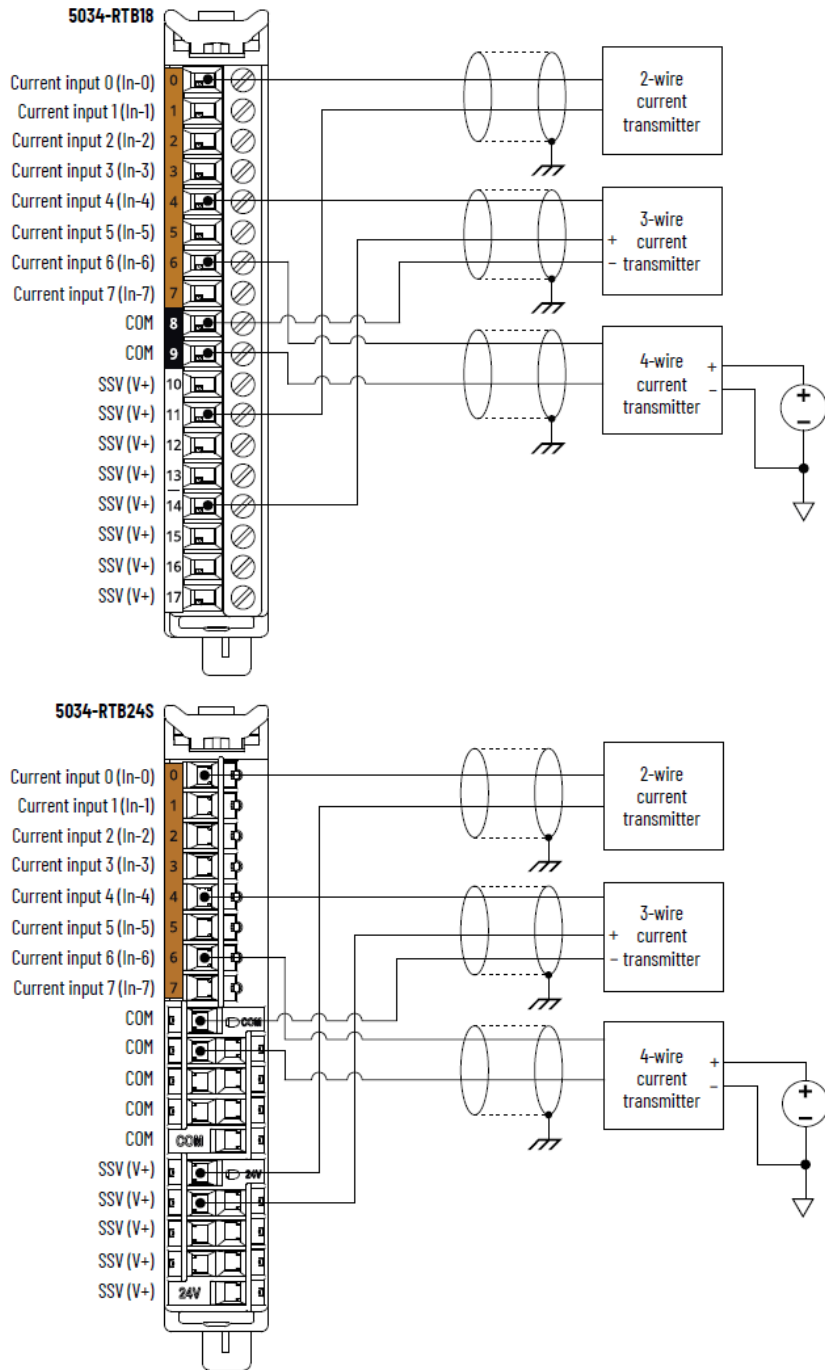 5034-RTB18
Current input 0 (In-0) 0
Current input 1 (In-1) 1
Current input 2 (In-2) 2
Current input 3 (In-3) 3
Current input 4 (In-4) 4
Current input 5 (In-5) 5
Current input 6 (In-6) 6
Current input 7 (In-7) 7
COM 8
COM 9
SSV (V+) 10
SSV (V+) 11
SSV (V+) 12
SSV (V+) 13
SSV (V+) 14
SSV (V+) 15
SSV (V+) 16
SSV (V+) 17
2-wire
current
transmitter
3-wire
+ current
− transmitter
4-wire +
current −
transmitter
+
−
5034-RTB24S
Current input 0 (In-0) 0
Current input 1 (In-1) 1
Current input 2 (In-2) 2
Current input 3 (In-3) 3
Current input 4 (In-4) 4
Current input 5 (In-5) 5
Current input 6 (In-6) 6
Current input 7 (In-7) 7
COM COM
COM
COM
COM
COM COM
SSV (V+) 24V
SSV (V+)
SSV (V+)
SSV (V+)
SSV (V+) 24V
2-wire
current
transmitter
3-wire
+ current
− transmitter
4-wire +
current −
transmitter
+
−